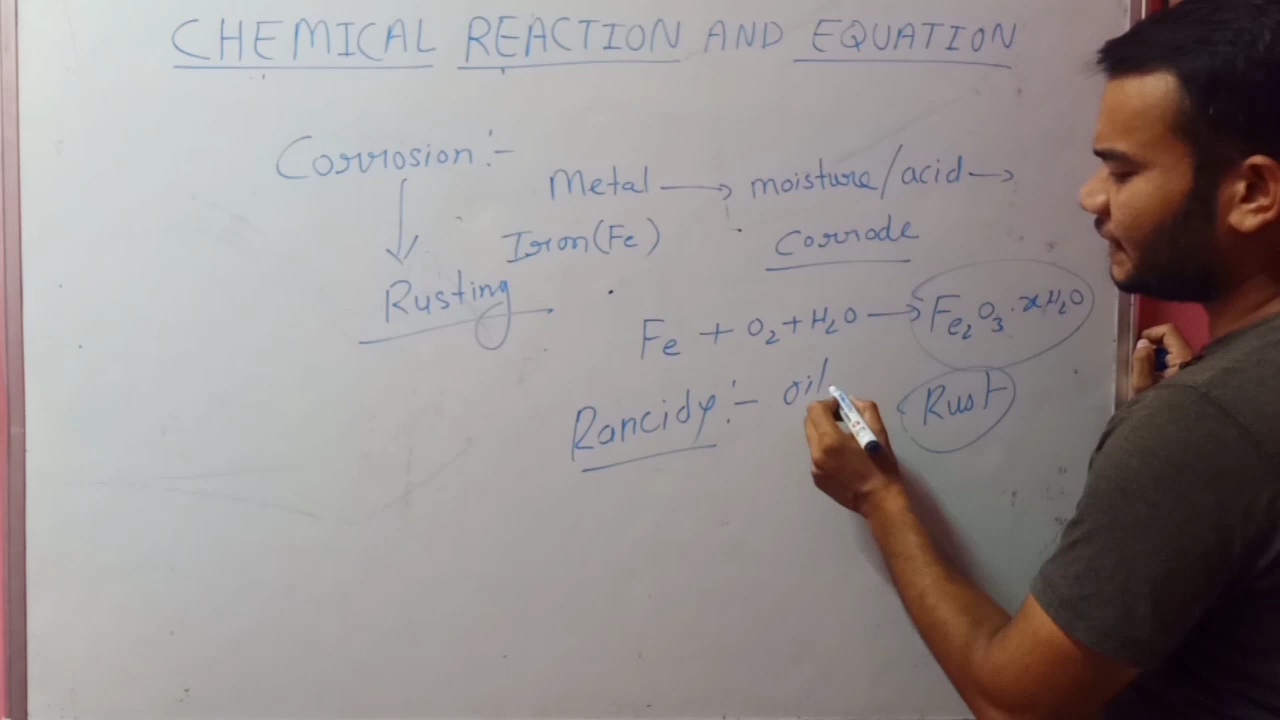 CHEMICAL REACTION AND EQUATION
Corrosion :-
Metal → moisture/acid →
Iron (Fe)
Corrode
Rusting
Fe + O₂ + H₂O → Fe₂O₃·xH₂O
Rancidy :- oil
Rust